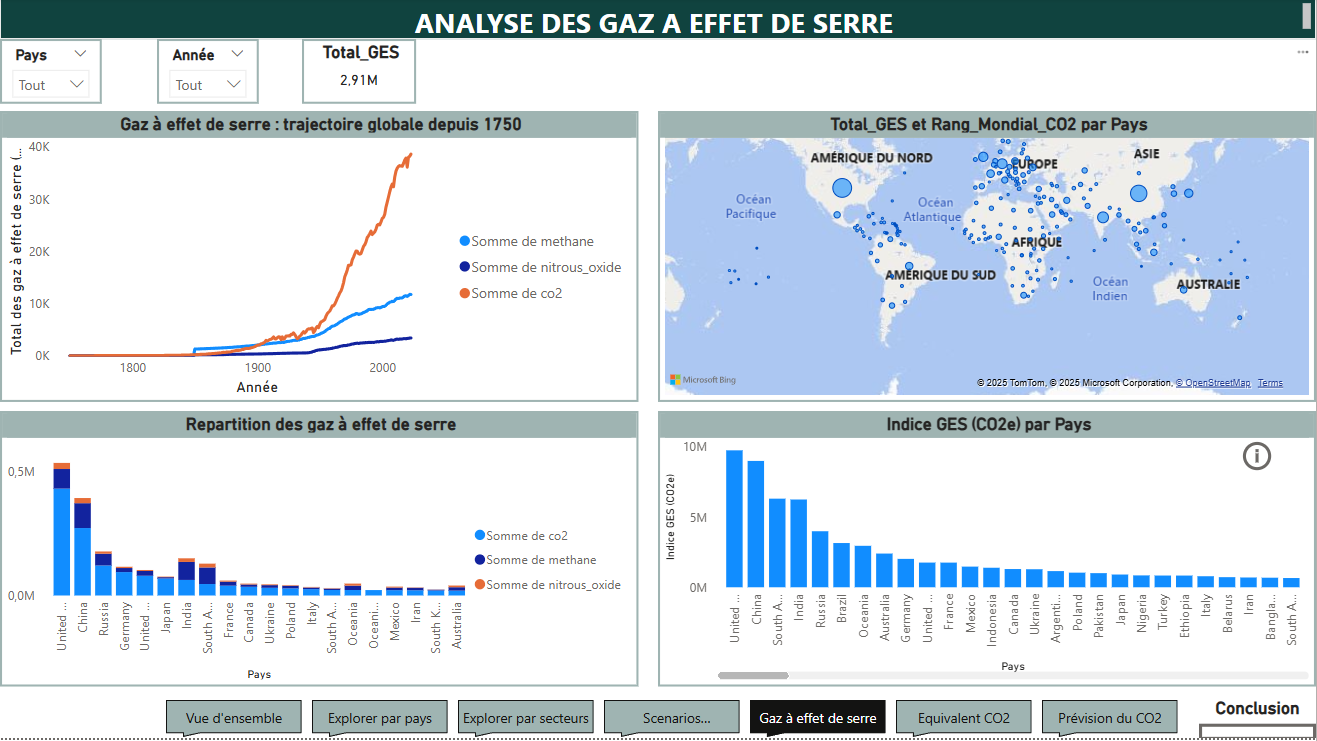 ANALYSE DES GAZ A EFFET DE SERRE
Pays
Tout
Année
Tout
Total_GES
2,91M
Gaz à effet de serre : trajectoire globale depuis 1750
Total des gaz à effet de serre (...
40K
30K
20K
10K
0K
1800
1900
2000
Année
Somme de methane
Somme de nitrous_oxide
Somme de co2
Total_GES et Rang_Mondial_CO2 par Pays
AMÉRIQUE DU NORD
EUROPE
ASIE
Océan
Pacifique
Océan
Atlantique
AFRIQUE
AMÉRIQUE DU SUD
Océan
Indien
AUSTRALIE
Microsoft Bing
© 2025 TomTom, © 2025 Microsoft Corporation, © OpenStreetMap Terms
Repartition des gaz à effet de serre
0,5M
0,0M
United ...
China
Russia
Germany
United ...
Japan
India
South A...
France
Canada
Ukraine
Poland
Italy
South A...
Oceania
Oceani...
Mexico
Iran
South K...
Australia
Pays
Somme de co2
Somme de methane
Somme de nitrous_oxide
Indice GES (CO2e) par Pays
Indice GES (CO2e)
10M
5M
0M
United ...
China
South A...
India
Russia
Brazil
Oceania
Australia
Germany
United ...
France
Mexico
Indonesia
Canada
Ukraine
Argenti...
Poland
Pakistan
Japan
Nigeria
Turkey
Ethiopia
Italy
Belarus
Iran
Bangla...
South A...
Pays
Vue d'ensemble
Explorer par pays
Explorer par secteurs
Scenarios...
Gaz à effet de serre
Equivalent CO2
Prévision du CO2
Conclusion